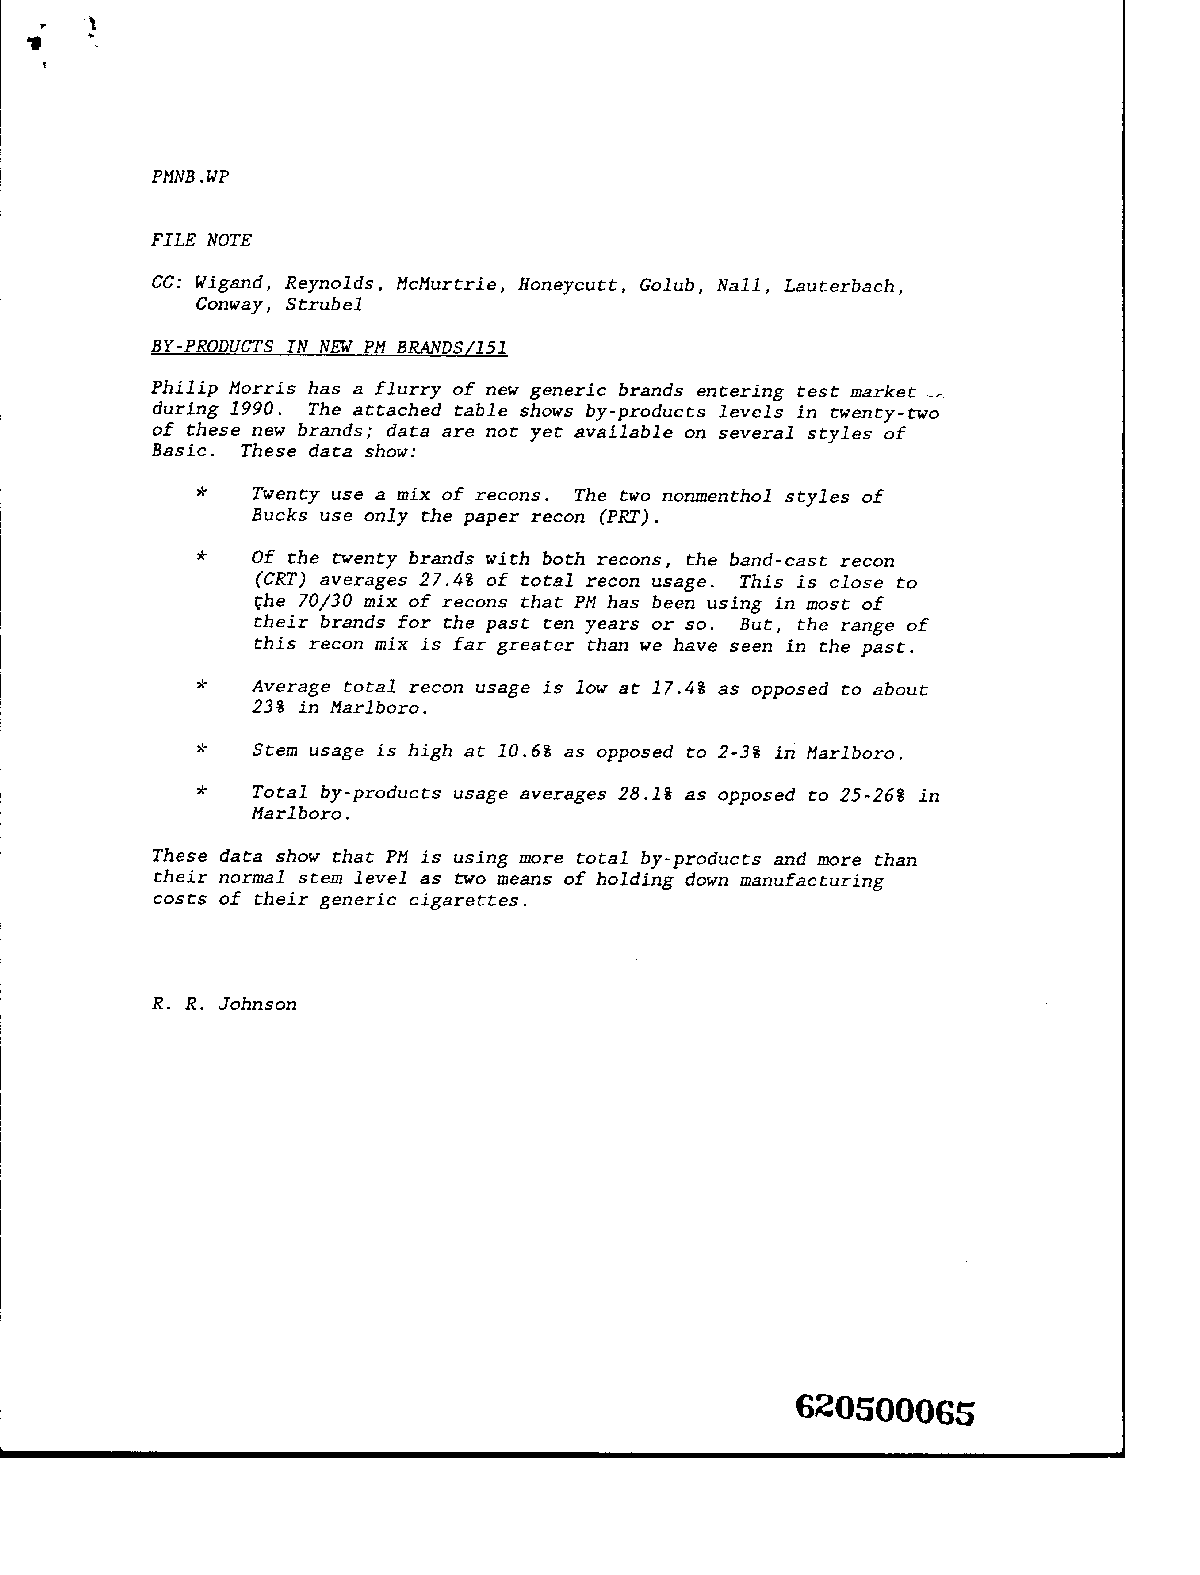 PMNB.WP
FILE NOTE
CC: Wigand, Reynolds, McMurtrie, Honeycutt, Golub, Nall, Lauterbach,
Conway, Strubel
BY-PRODUCTS IN NEW PM BRANDS/151
Philip Morris has a flurry of new generic brands entering test market
during 1990. The attached table shows by-products levels in twenty-two
of these new brands; data are not yet available on several styles of
Basic. These data show:
* Twenty use a mix of recons. The two nonmenthol styles of
Bucks use only the paper recon (PRT).
* Of the twenty brands with both recons, the band-cast recon
(CRT) averages 27.4% of total recon usage. This is close to
the 70/30 mix of recons that PM has been using in most of
their brands for the past ten years or so. But, the range of
this recon mix is far greater than we have seen in the past.
* Average total recon usage is low at 17.4% as opposed to about
23% in Marlboro.
* Stem usage is high at 10.6% as opposed to 2-3% in Marlboro.
* Total by-products usage averages 28.1% as opposed to 25-26% in
Marlboro.
These data show that PM is using more total by-products and more than
their normal stem level as two means of holding down manufacturing
costs of their generic cigarettes.
R. R. Johnson
620500065